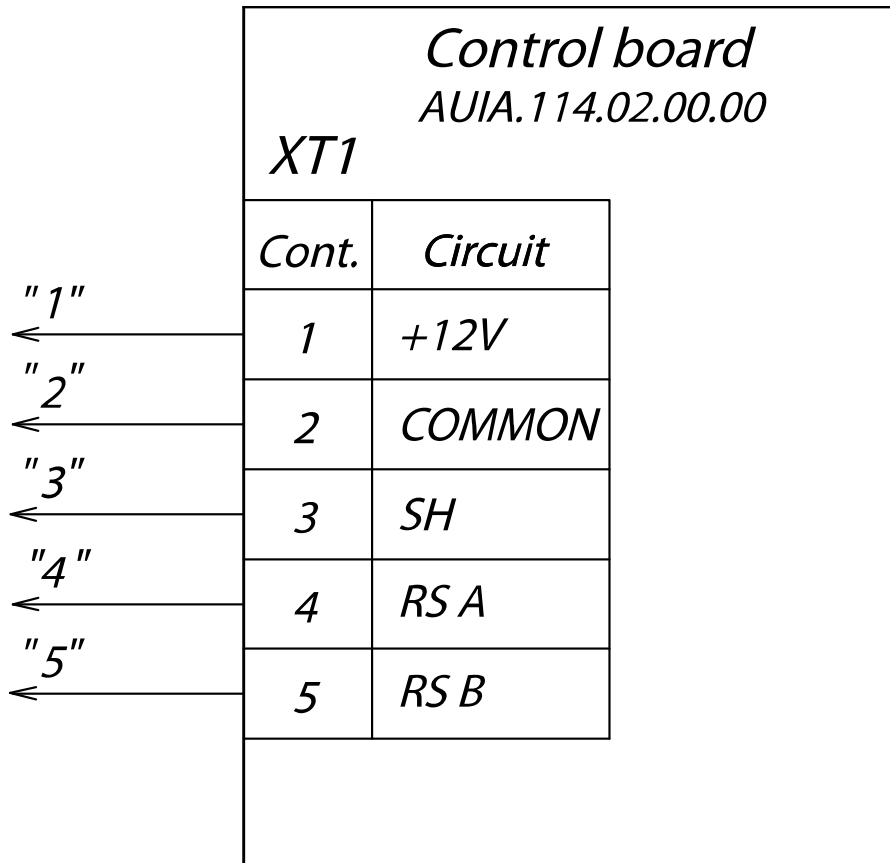 Control board
AUIA.114.02.00.00
XT1
Cont. Circuit
"1" 1 +12V
"2" 2 COMMON
"3" 3 SH
"4" 4 RS A
"5" 5 RS B